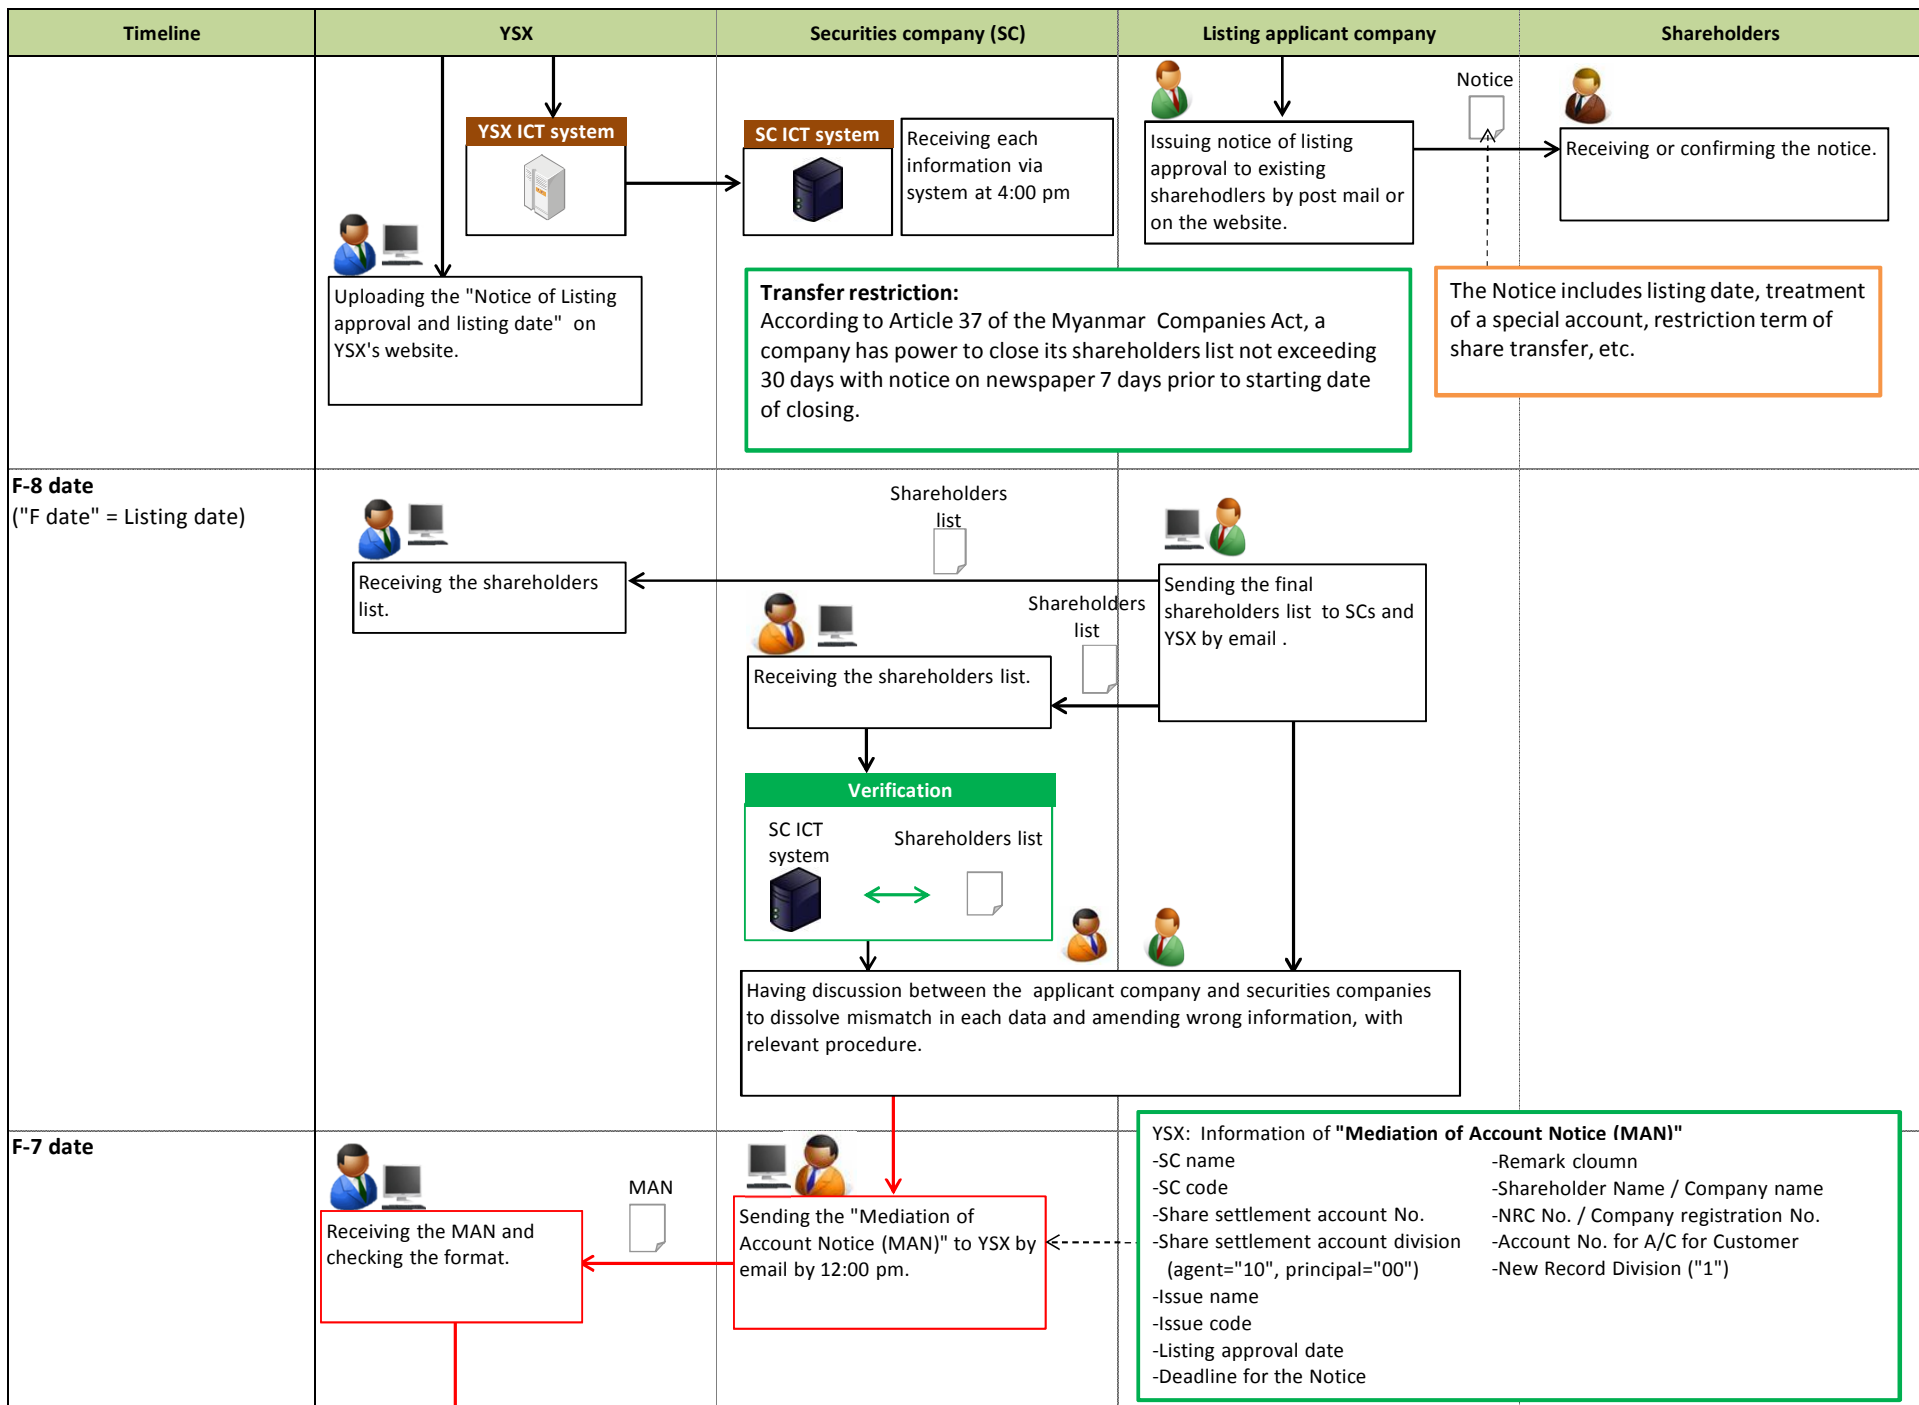 Timeline
YSX
Securities company (SC)
Listing applicant company
Shareholders
YSX ICT system
SC ICT system
Receiving each
information via
system at 4:00 pm
Issuing notice of listing
approval to existing
sharehodlers by post mail or
on the website.
Notice
Receiving or confirming the notice.
Uploading the "Notice of Listing
approval and listing date" on
YSX's website.
Transfer restriction:
According to Article 37 of the Myanmar Companies Act, a
company has power to close its shareholders list not exceeding
30 days with notice on newspaper 7 days prior to starting date
of closing.
The Notice includes listing date, treatment
of a special account, restriction term of
share transfer, etc.
F-8 date
("F date" = Listing date)
Shareholders
list
Receiving the shareholders
list.
Sending the final
shareholders list to SCs and
YSX by email .
Shareholders
list
Receiving the shareholders list.
Verification
SC ICT
system
Shareholders list
Having discussion between the applicant company and securities companies
to dissolve mismatch in each data and amending wrong information, with
relevant procedure.
F-7 date
Receiving the MAN and
checking the format.
MAN
Sending the "Mediation of
Account Notice (MAN)" to YSX by
email by 12:00 pm.
YSX: Information of "Mediation of Account Notice (MAN)"
-SC name
-SC code
-Share settlement account No.
-Share settlement account division
(agent="10", principal="00")
-Issue name
-Issue code
-Listing approval date
-Deadline for the Notice
-Remark cloumn
-Shareholder Name / Company name
-NRC No. / Company registration No.
-Account No. for A/C for Customer
-New Record Division ("1")